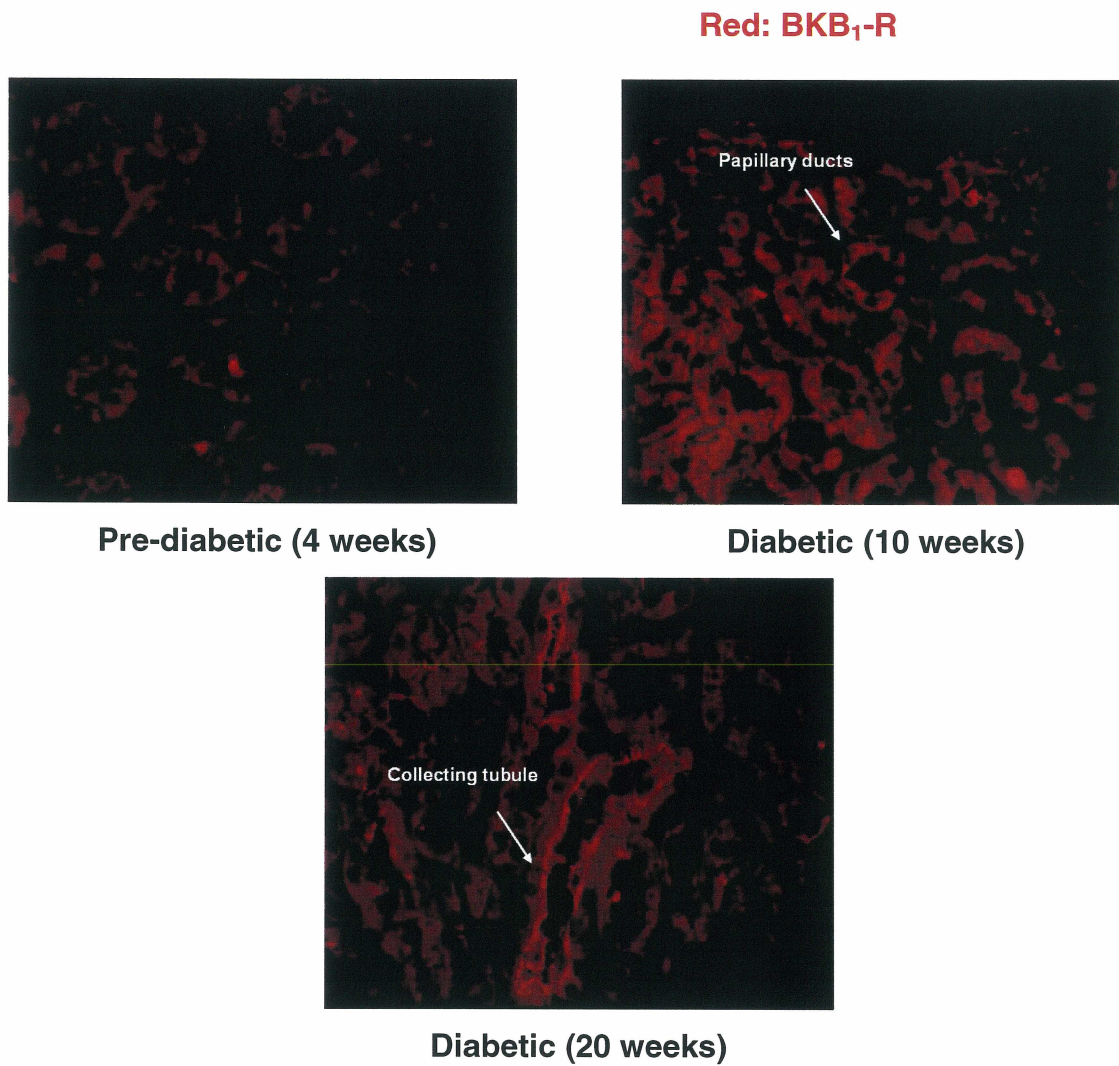 Red: BKB₁-R
Papillary ducts
Pre-diabetic (4 weeks)
Diabetic (10 weeks)
Collecting tubule
Diabetic (20 weeks)